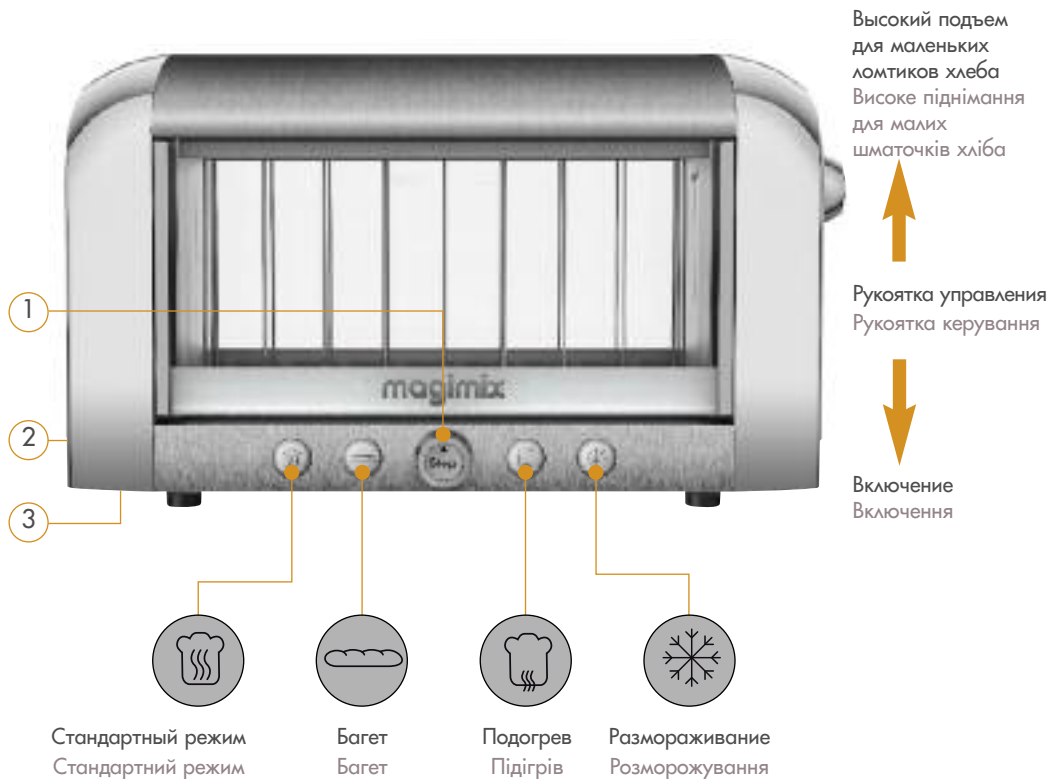 Высокий подъем
для маленьких
ломтиков хлеба
Високе піднімання
для малих
шматочків хліба
1
Рукоятка управления
Рукоятка керування
magimix
2
Stop
3
Включение
Включення
Стандартный режим
Стандартний режим
Багет
Багет
Подогрев
Підігрів
Размораживание
Розморожування